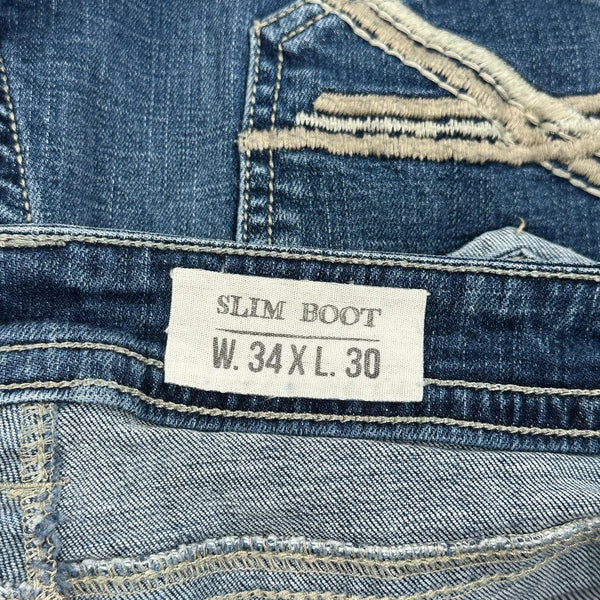 SLIM BOOT
W. 34 X L. 30